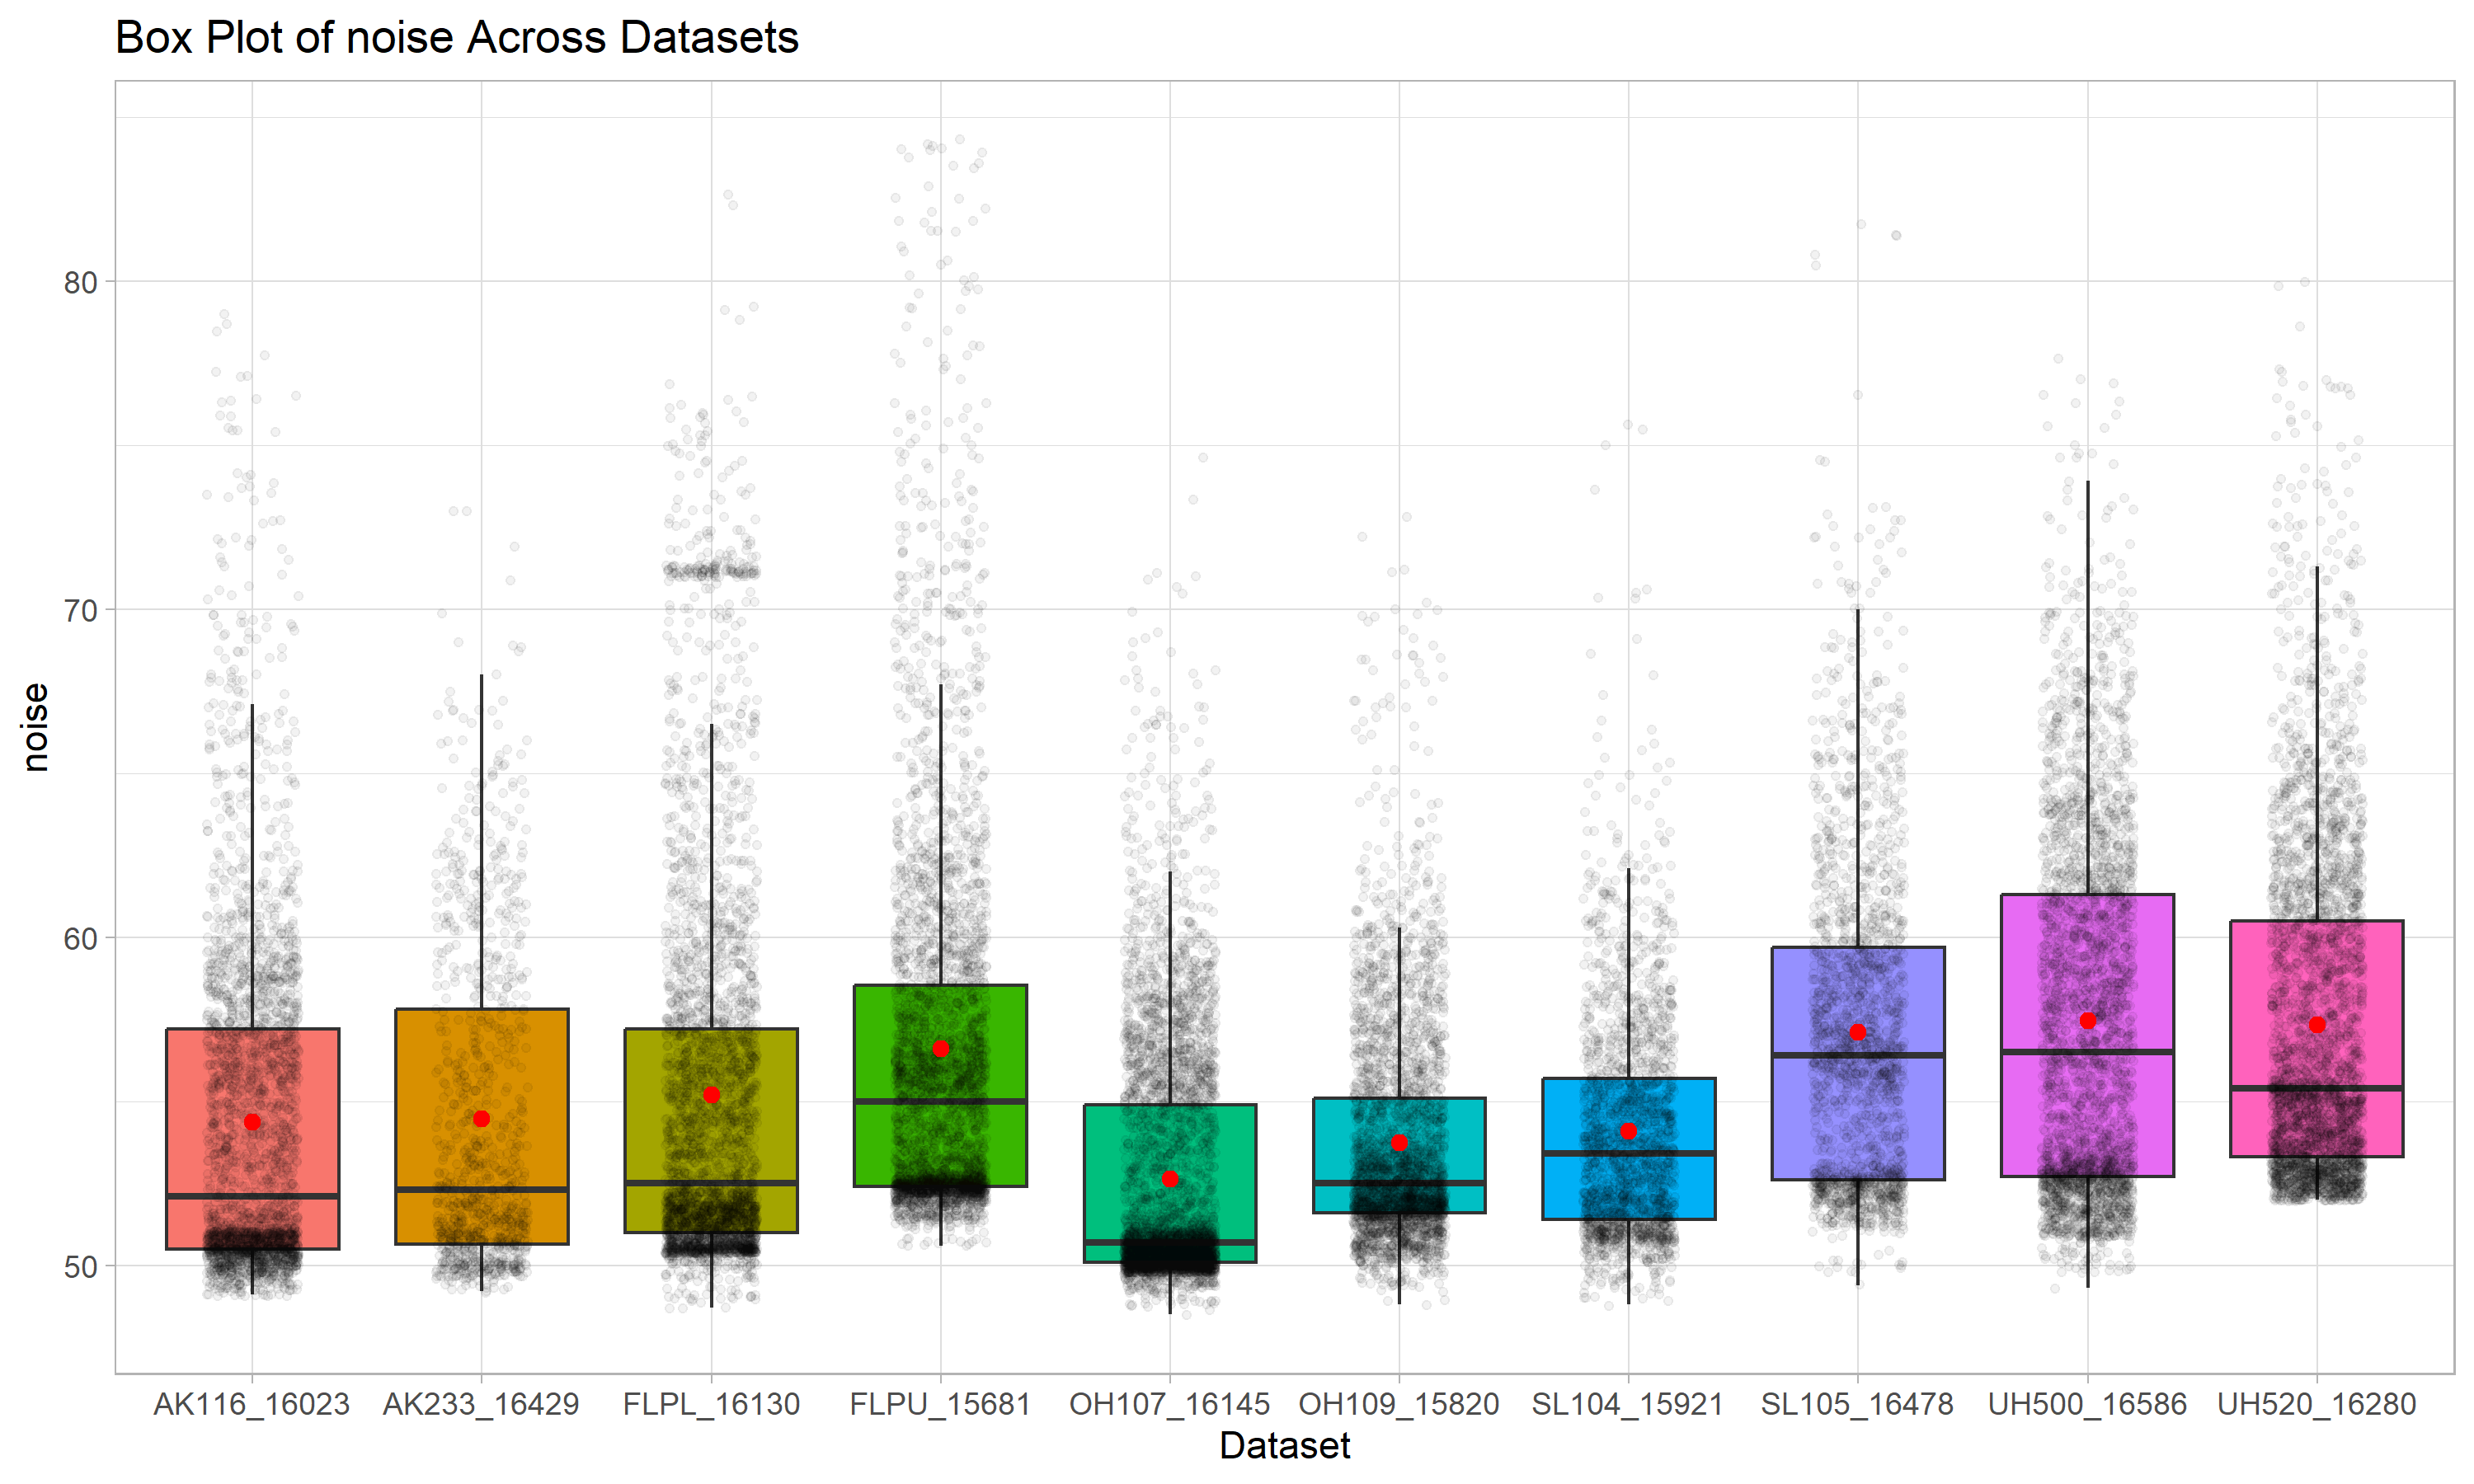 Box Plot of noise Across Datasets
noise
80
70
60
50
AK116_16023 AK233_16429 FLPL_16130 FLPU_15681 OH107_16145 OH109_15820 SL104_15921 SL105_16478 UH500_16586 UH520_16280
Dataset